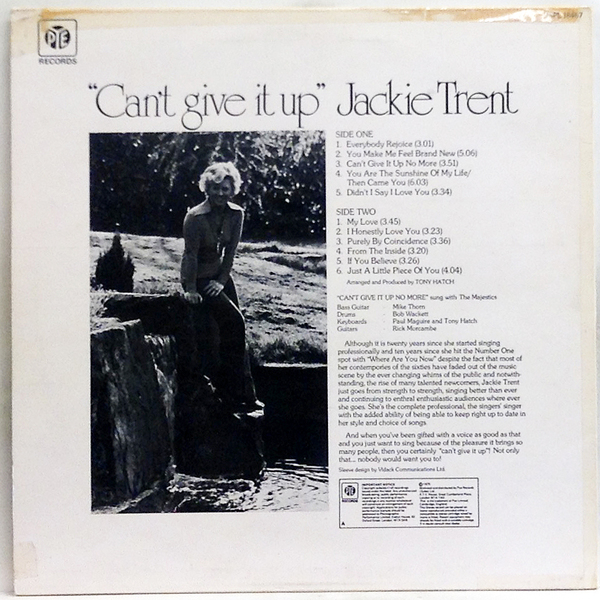 PYE
RECORDS
"Can't give it up" Jackie Trent
SIDE ONE
1. Everybody Rejoice (3.01)
2. You Make Me Feel Brand New (5.06)
3. Can't Give It Up No More (3.51)
4. You Are The Sunshine Of My Life/
Then Came You (6.03)
5. Didn't I Say I Love You (3.34)
SIDE TWO
1. My Love (3.45)
2. I Honestly Love You (3.23)
3. Purely By Coincidence (3.36)
4. From The Inside (3.20)
5. If You Believe (3.26)
6. Just A Little Piece Of You (4.04)
Arranged and Produced by TONY HATCH
"CAN'T GIVE IT UP NO MORE" sung with The Majestics
Bass Guitar - Mike Thorn
Drums - Bob Wackett
Keyboards - Paul Maguire and Tony Hatch
Guitars - Rick Morcambe
Although it is twenty years since she started singing
professionally and ten years since she hit the Number One
spot with "Where Are You Now" despite the fact that most of
her contempories of the sixties have faded out of the music
scene by the ever changing whims of the public and notwith-
standing, the rise of many talented newcomers, Jackie Trent
just goes from strength to strength, singing better than ever
and continuing to enthral enthusiastic audiences where ever
she goes. She's the complete professional, the singers' singer
with the added ability of being able to keep right up to date in
her style and choice of songs.
And when you've been gifted with a voice as good as that
and you just want to sing because of the pleasure it brings so
many people, then you certainly "can't give it up"! Not only
that... nobody would want you to!
Sleeve design by Vidack Communications Ltd.
PYE
RECORDS
IMPORTANT NOTICE
A